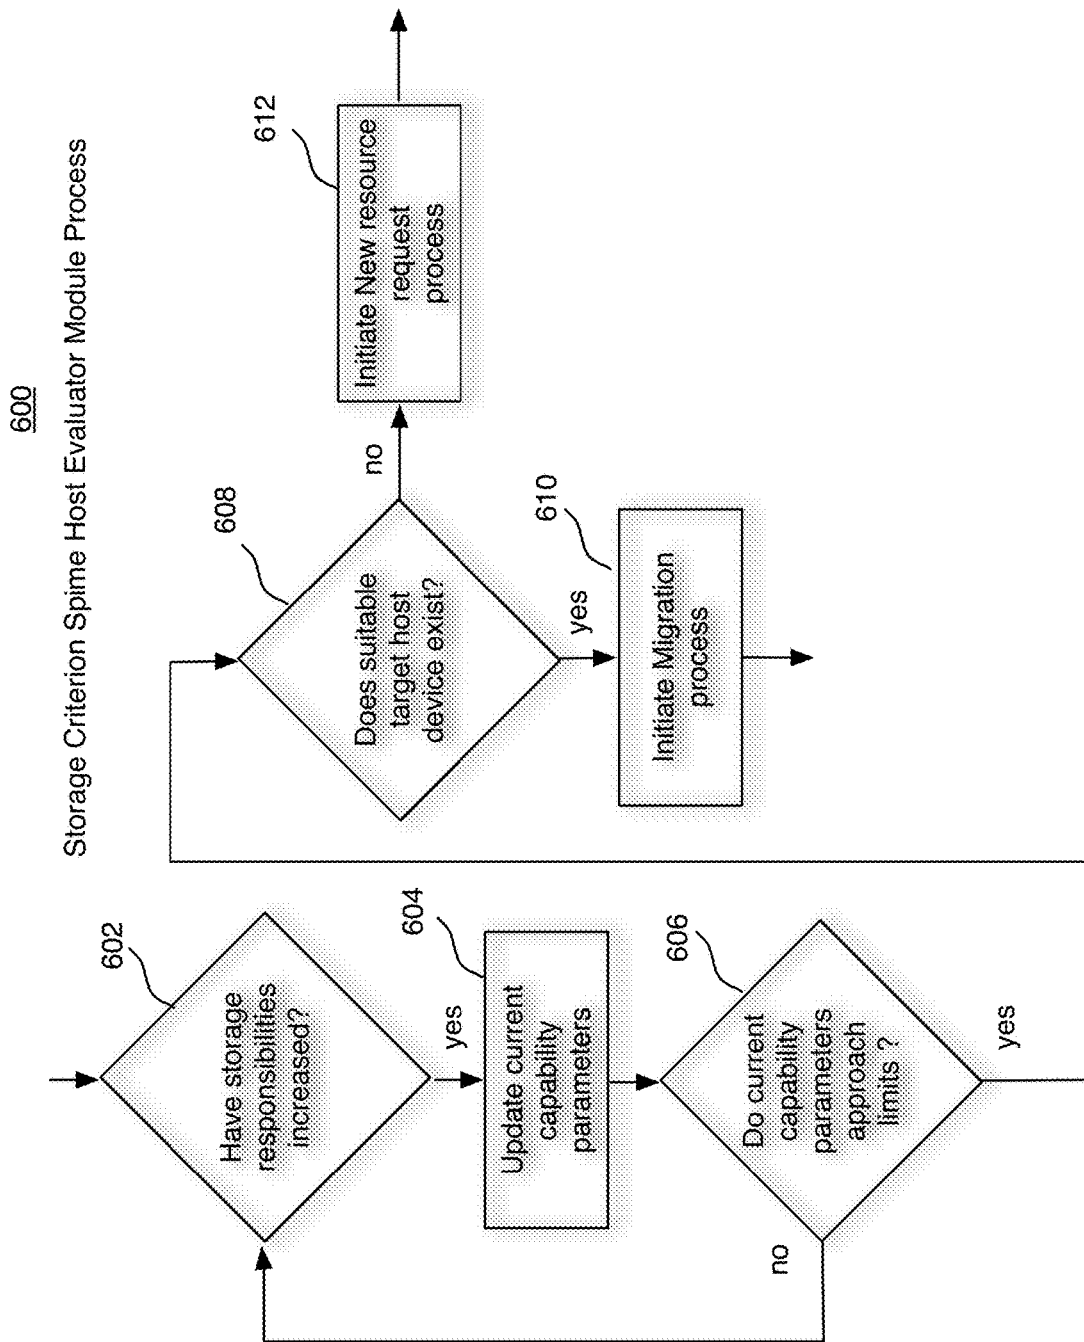 600
Storage Criterion Spime Host Evaluator Module Process
602
Have storage
responsibilities
increased?
yes
604
Update current
capability
parameters
606
Do current
capability
parameters
approach
limits ?
no
yes
608
Does suitable
target host
device exist?
no
yes
610
Initiate Migration
process
612
Initiate New resource
request
process